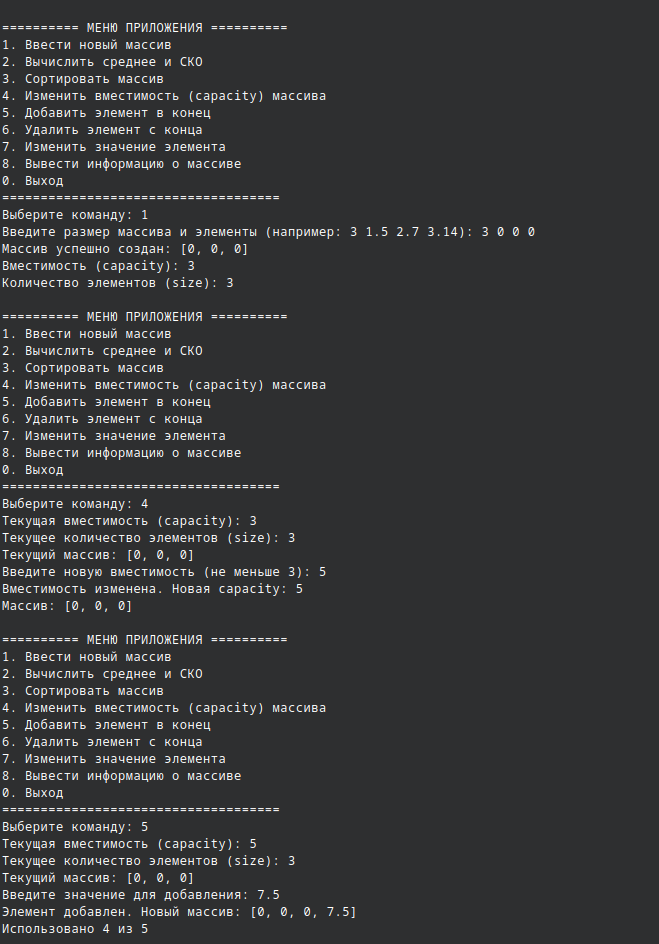 ========== МЕНЮ ПРИЛОЖЕНИЯ ==========
1. Ввести новый массив
2. Вычислить среднее и СКО
3. Сортировать массив
4. Изменить вместимость (capacity) массива
5. Добавить элемент в конец
6. Удалить элемент с конца
7. Изменить значение элемента
8. Вывести информацию о массиве
0. Выход
====================================
Выберите команду: 1
Введите размер массива и элементы (например: 3 1.5 2.7 3.14): 3 0 0 0
Массив успешно создан: [0, 0, 0]
Вместимость (capacity): 3
Количество элементов (size): 3

========== МЕНЮ ПРИЛОЖЕНИЯ ==========
1. Ввести новый массив
2. Вычислить среднее и СКО
3. Сортировать массив
4. Изменить вместимость (capacity) массива
5. Добавить элемент в конец
6. Удалить элемент с конца
7. Изменить значение элемента
8. Вывести информацию о массиве
0. Выход
====================================
Выберите команду: 4
Текущая вместимость (capacity): 3
Текущее количество элементов (size): 3
Текущий массив: [0, 0, 0]
Введите новую вместимость (не меньше 3): 5
Вместимость изменена. Новая capacity: 5
Массив: [0, 0, 0]

========== МЕНЮ ПРИЛОЖЕНИЯ ==========
1. Ввести новый массив
2. Вычислить среднее и СКО
3. Сортировать массив
4. Изменить вместимость (capacity) массива
5. Добавить элемент в конец
6. Удалить элемент с конца
7. Изменить значение элемента
8. Вывести информацию о массиве
0. Выход
====================================
Выберите команду: 5
Текущая вместимость (capacity): 5
Текущее количество элементов (size): 3
Текущий массив: [0, 0, 0]
Введите значение для добавления: 7.5
Элемент добавлен. Новый массив: [0, 0, 0, 7.5]
Использовано 4 из 5